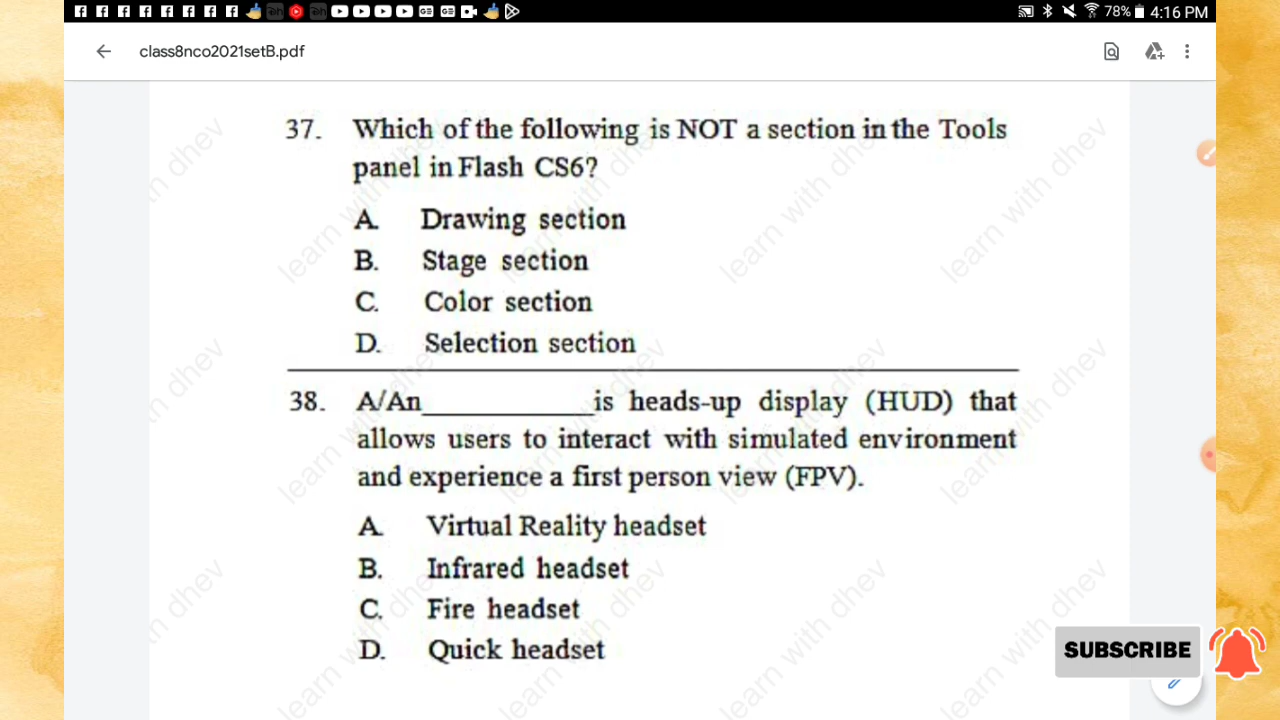 78% 4:16 PM
class8nco2021setB.pdf
37. Which of the following is NOT a section in the Tools
panel in Flash CS6?
A. Drawing section
B. Stage section
C. Color section
D. Selection section
38. A/An____________is heads-up display (HUD) that
allows users to interact with simulated environment
and experience a first person view (FPV).
A. Virtual Reality headset
B. Infrared headset
C. Fire headset
D. Quick headset
SUBSCRIBE
learn with dhev